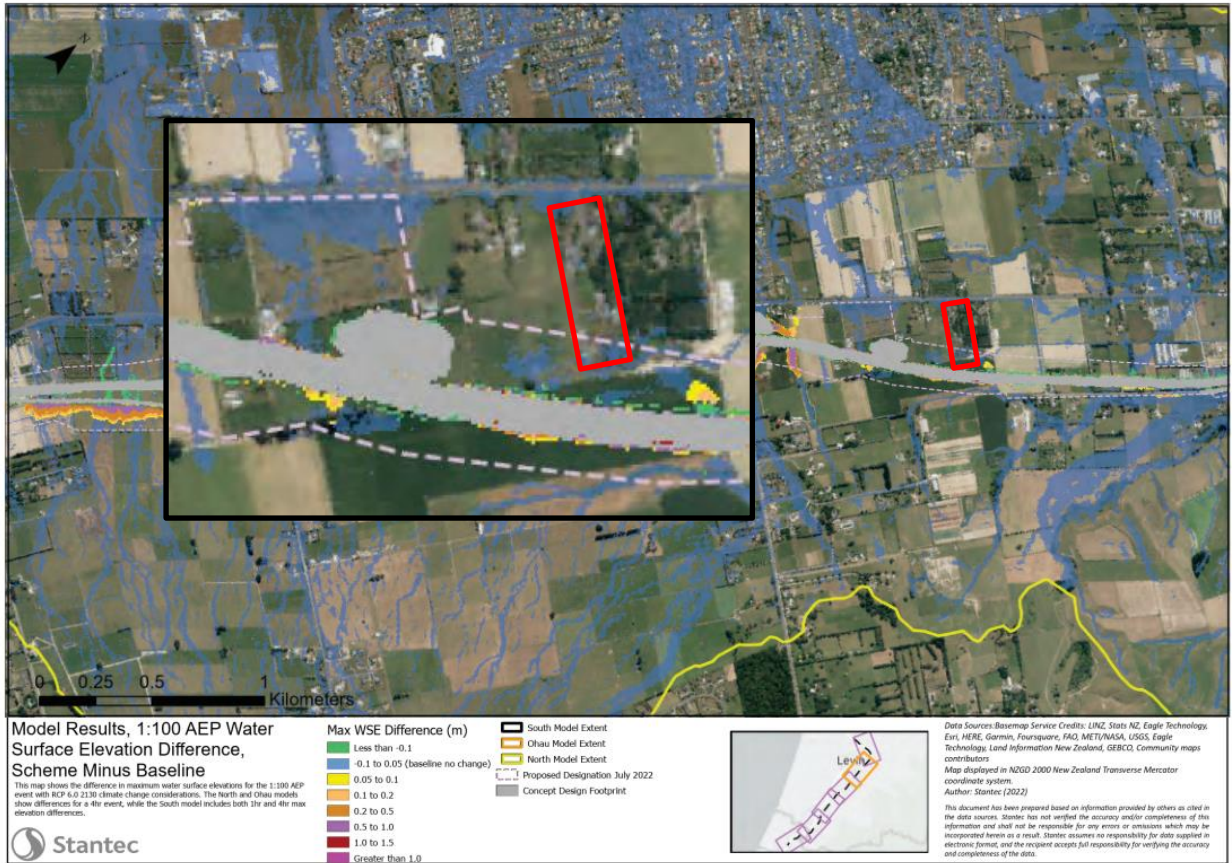 N
Levin
0 0.25 0.5 1
Kilometers
Model Results, 1:100 AEP Water
Surface Elevation Difference,
Scheme Minus Baseline
This map shows the difference in maximum water surface elevations for the 1:100 AEP
event with RCP 6.0 2130 climate change considerations. The North and Ohau models
show differences for a 4hr event, while the South model includes both 1hr and 4hr max
elevation differences.
Stantec
Max WSE Difference (m)
Less than -0.1
-0.1 to 0.05 (baseline no change)
0.05 to 0.1
0.1 to 0.2
0.2 to 0.5
0.5 to 1.0
1.0 to 1.5
Greater than 1.0
South Model Extent
Ohau Model Extent
North Model Extent
Proposed Designation July 2022
Concept Design Footprint
Data Sources:Basemap Service Credits: LINZ, Stats NZ, Eagle Technology,
Esri, HERE, Garmin, Foursquare, FAO, METI/NASA, USGS, Eagle
Technology, Land Information New Zealand, GEBCO, Community maps
contributors
Map displayed in NZGD 2000 New Zealand Transverse Mercator
coordinate system.
Author: Stantec (2022)
This document has been prepared based on information provided by others as cited in
the data sources. Stantec has not verified the accuracy and/or completeness of this
information and shall not be responsible for any errors or omissions which may be
incorporated herein as a result. Stantec assumes no responsibility for data supplied in
electronic format, and the recipient accepts full responsibility for verifying the accuracy
and completeness of the data.